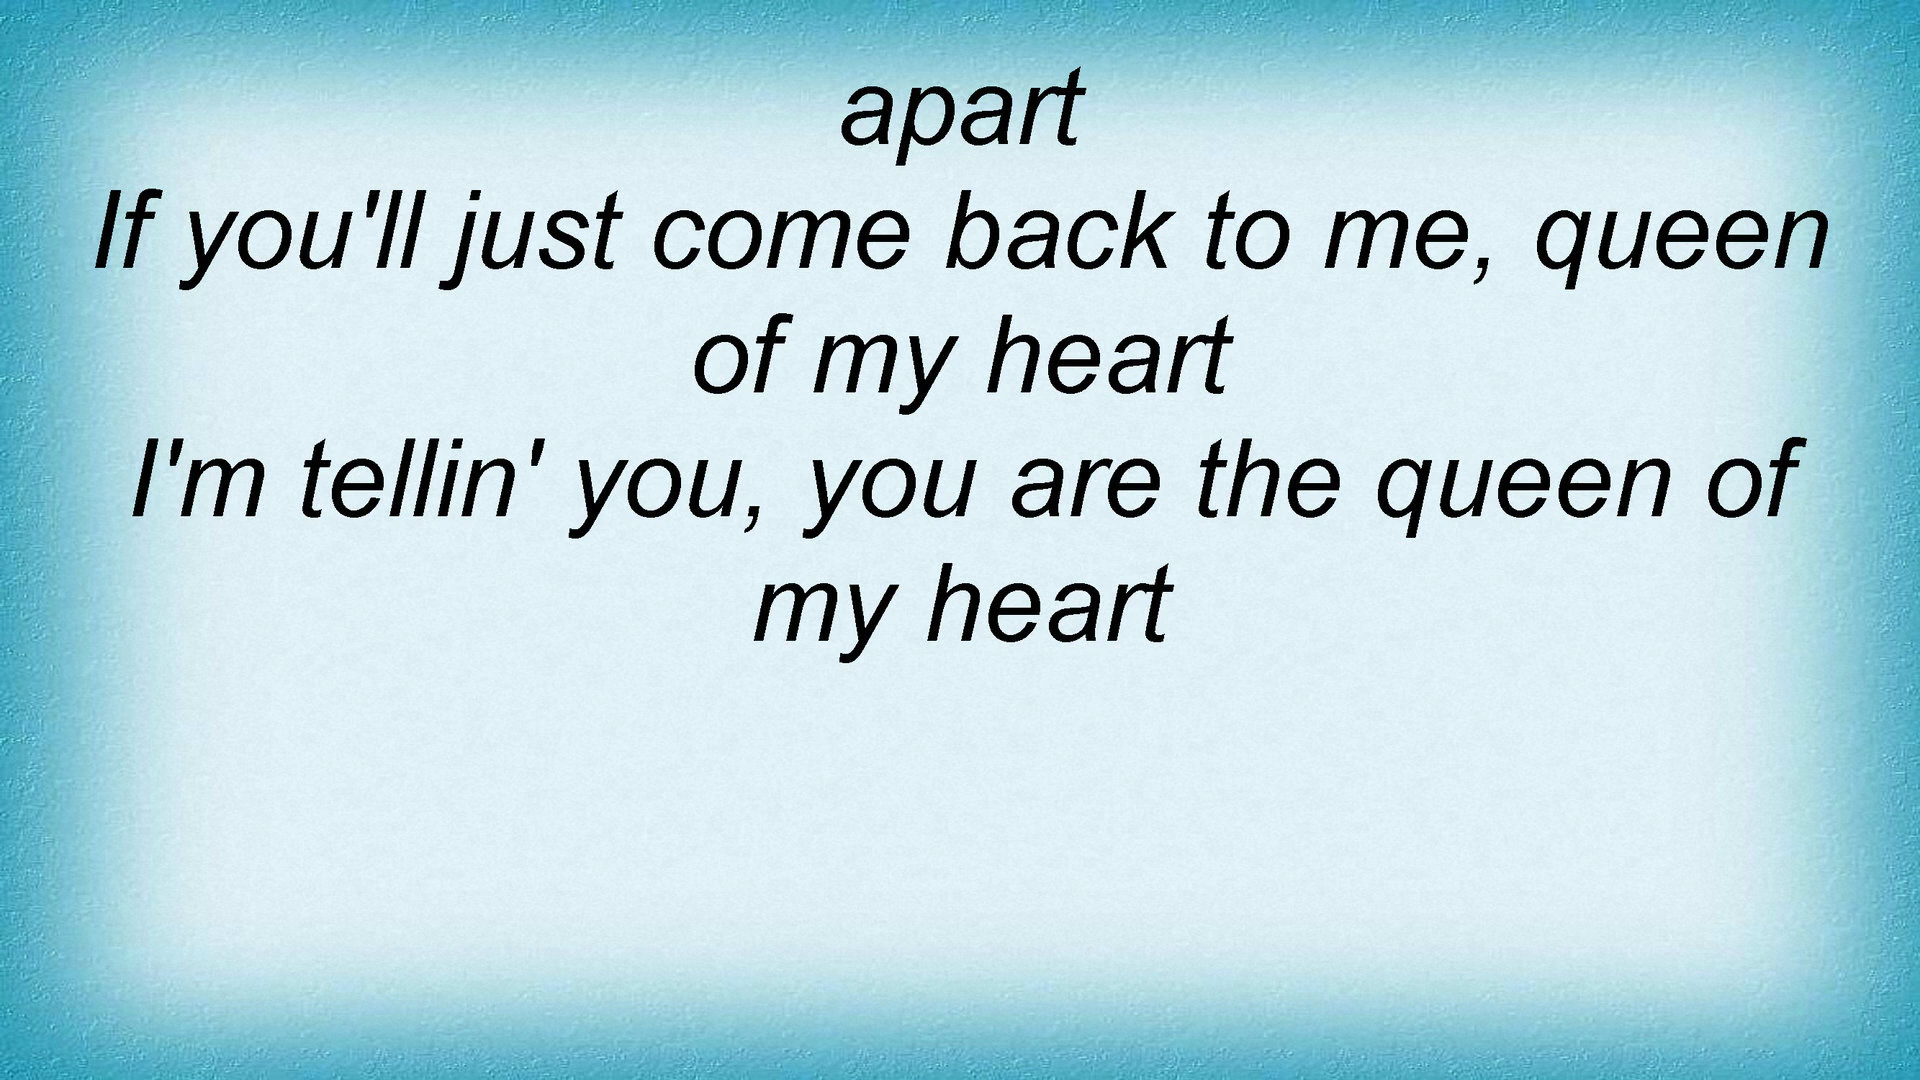 apart
If you'll just come back to me, queen
of my heart
I'm tellin' you, you are the queen of
my heart